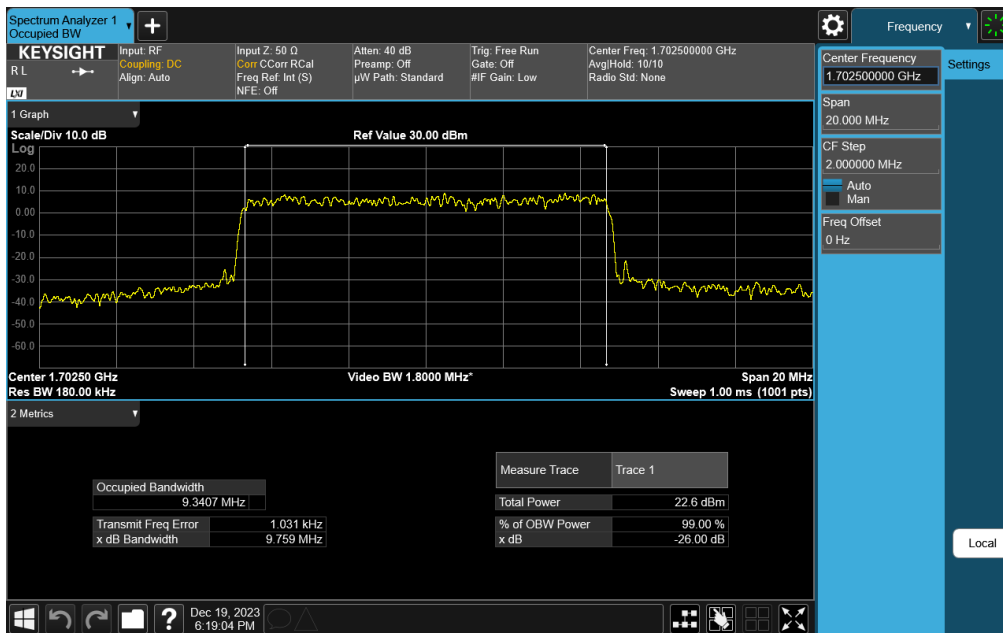 Spectrum Analyzer 1
Occupied BW
Frequency
KEYSIGHT
R L
LXI
Input: RF
Coupling: DC
Align: Auto
Input Z: 50 Ω
Corr CCorr RCal
Freq Ref: Int (S)
NFE: Off
Atten: 40 dB
Preamp: Off
µW Path: Standard
Trig: Free Run
Gate: Off
#IF Gain: Low
Center Freq: 1.702500000 GHz
Avg|Hold: 10/10
Radio Std: None
Center Frequency
1.702500000 GHz
Settings
Span
20.000 MHz
CF Step
2.000000 MHz
Auto
Man
Freq Offset
0 Hz
Local
1 Graph
Scale/Div 10.0 dB
Ref Value 30.00 dBm
Log
20.0
10.0
0.00
-10.0
-20.0
-30.0
-40.0
-50.0
-60.0
Center 1.70250 GHz
Video BW 1.8000 MHz*
Span 20 MHz
Res BW 180.00 kHz
Sweep 1.00 ms (1001 pts)
2 Metrics
Occupied Bandwidth
9.3407 MHz
Transmit Freq Error 1.031 kHz
x dB Bandwidth 9.759 MHz
Measure Trace Trace 1
Total Power 22.6 dBm
% of OBW Power 99.00 %
x dB -26.00 dB
Dec 19, 2023
6:19:04 PM